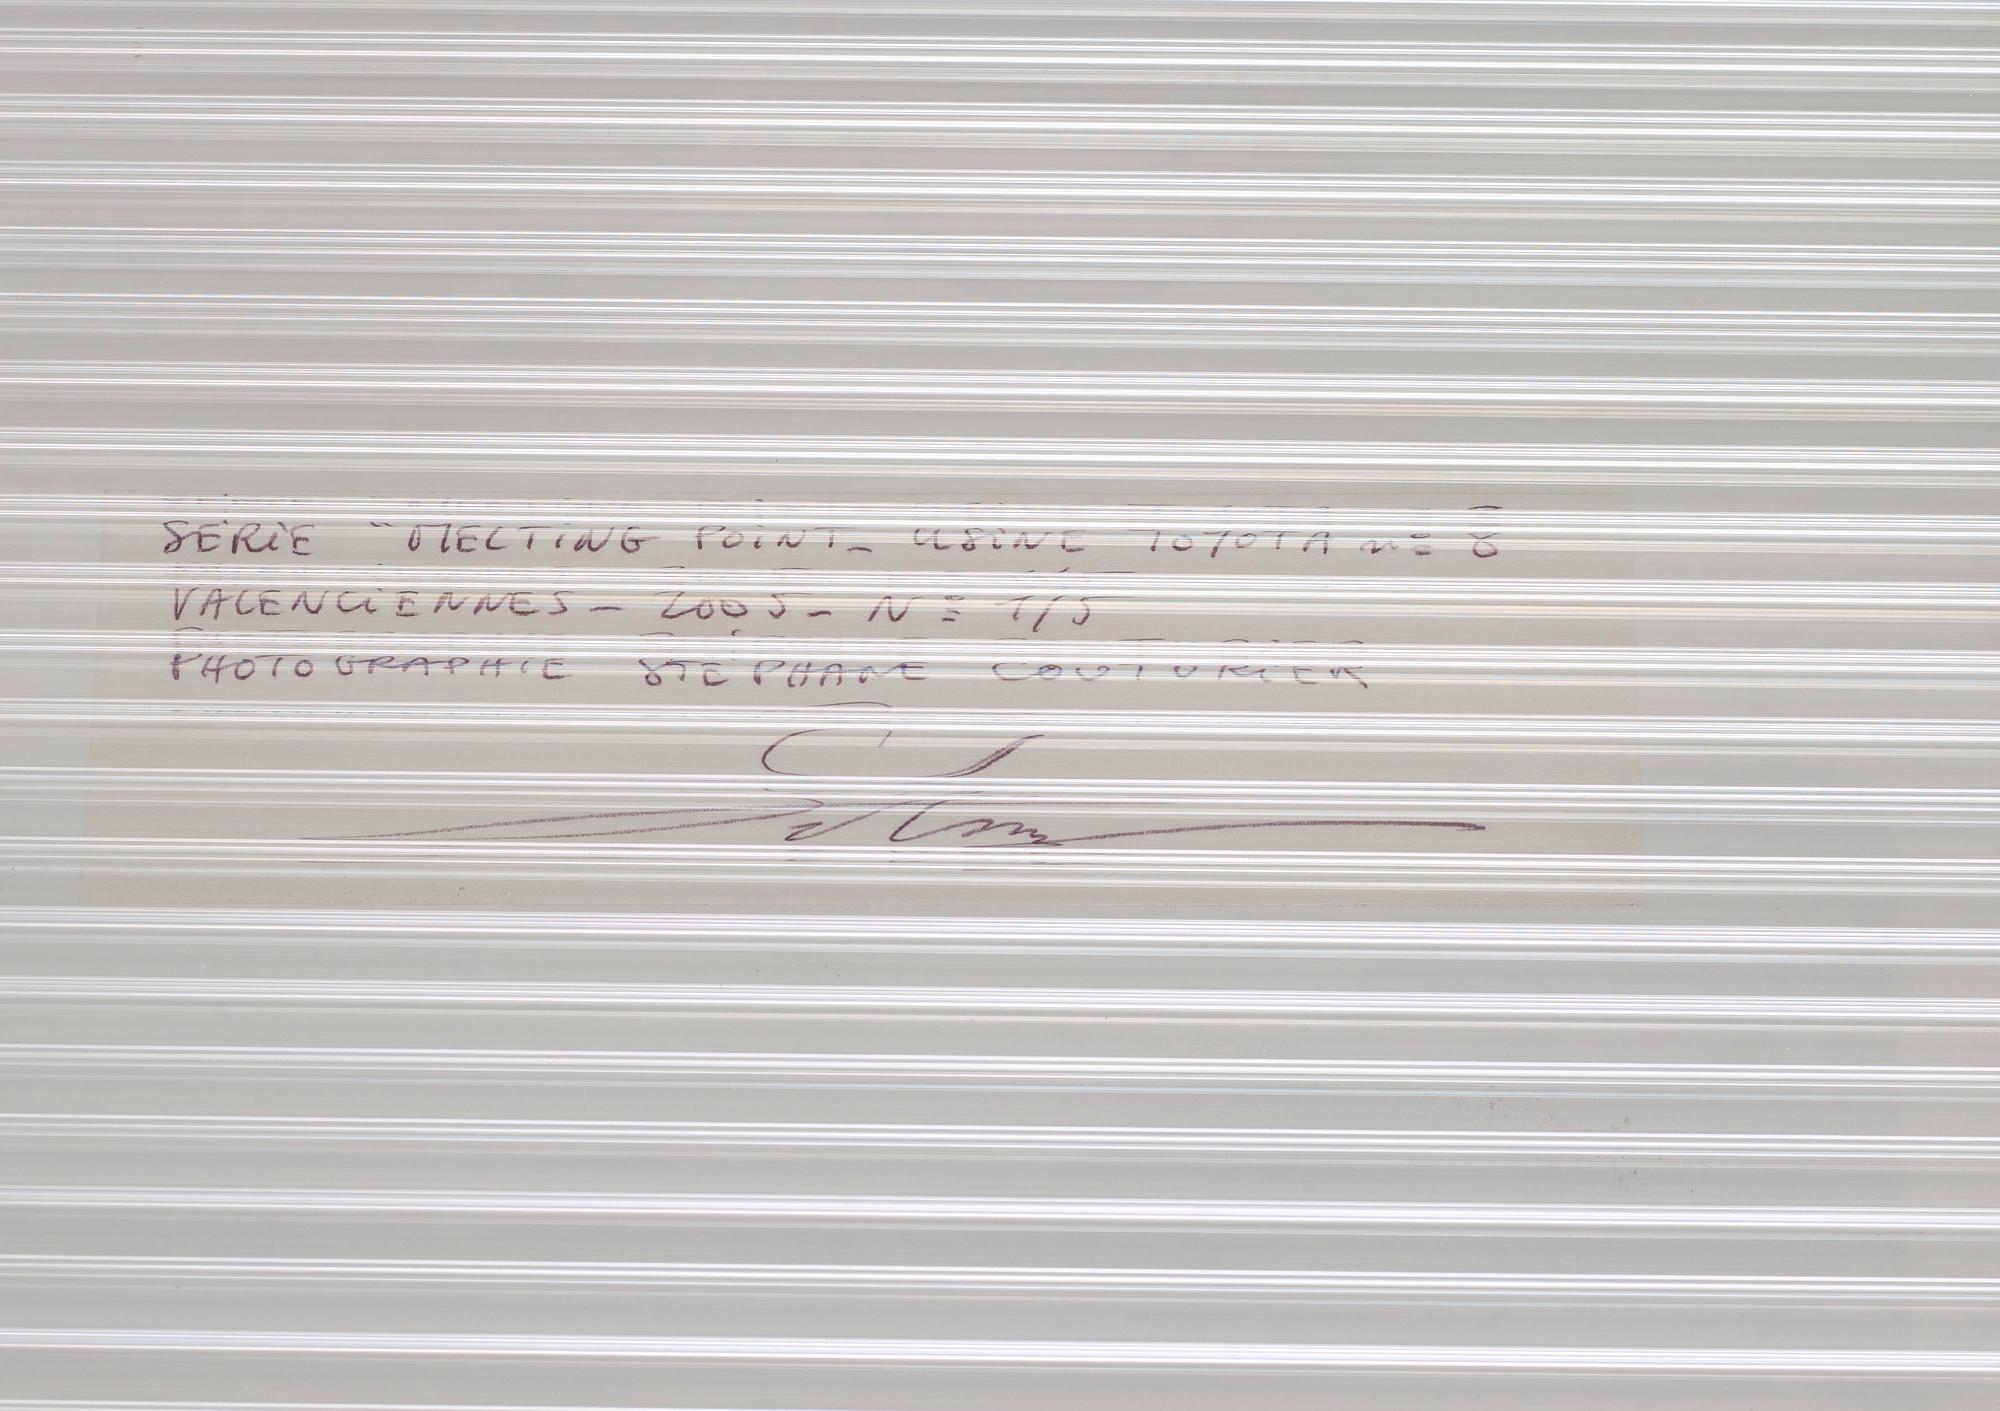 SERIE "MELTING POINT_ USINE TOYOTA n° 8
VALENCIENNES – 2005 – N° 1/5
PHOTOGRAPHIE STEPHANE COUTURIER